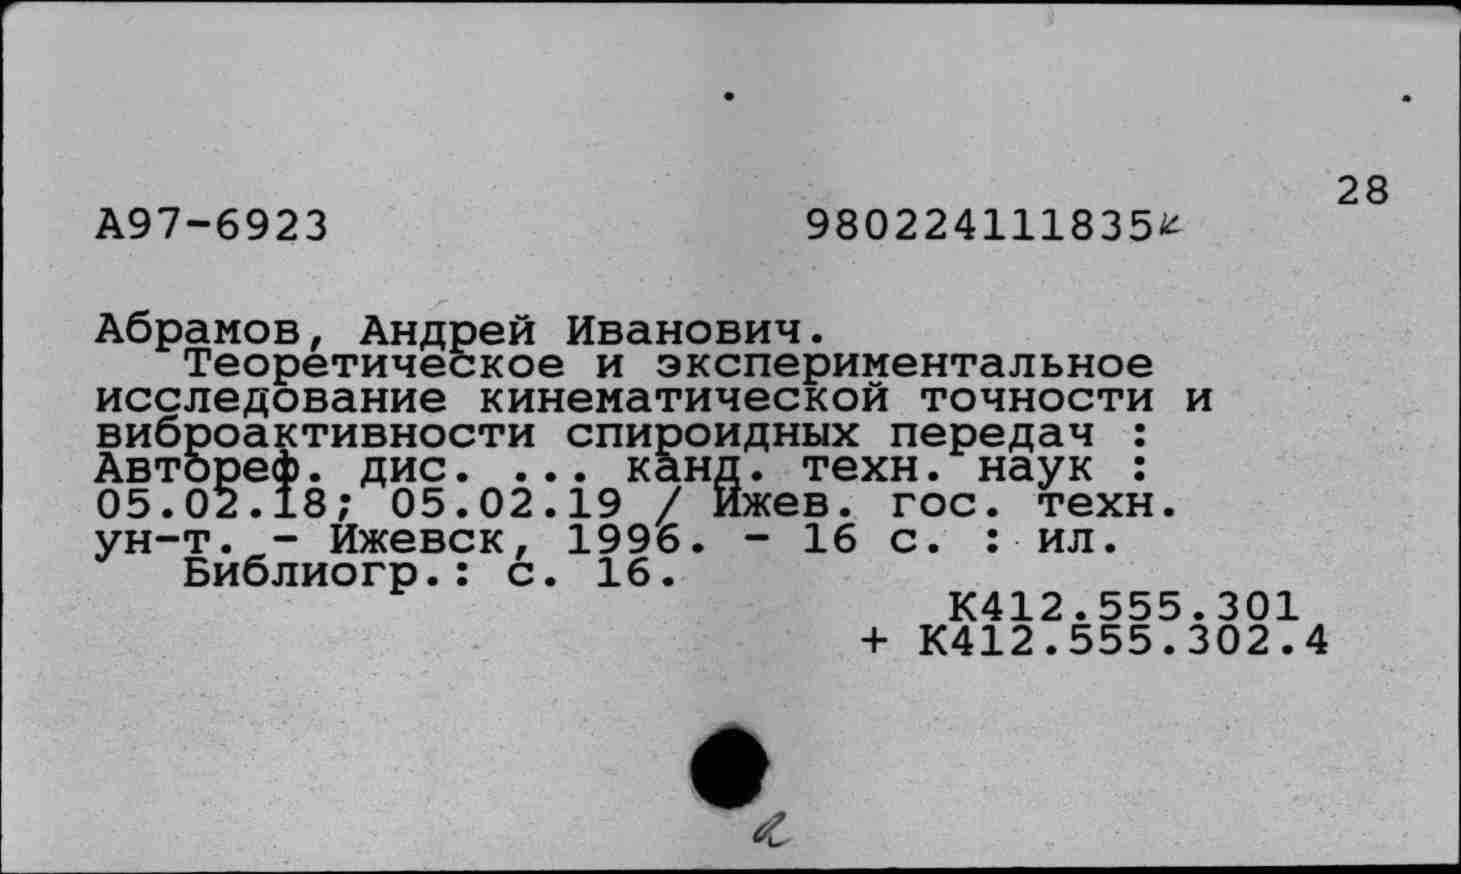 28
А97-6923 980224111835
Абрамов, Андрей Иванович.
Теоретическое и экспериментальное
исследование кинематической точности и
виброактивности спироидных передач :
Автореф. дис. ... канд. техн. наук :
05.02.18; 05.02.19 / Ижев. гос. техн.
ун-т. - Ижевск, 1996. - 16 с. : ил.
Библиогр.: с. 16.
К412.555.301
+ К412.555.302.4